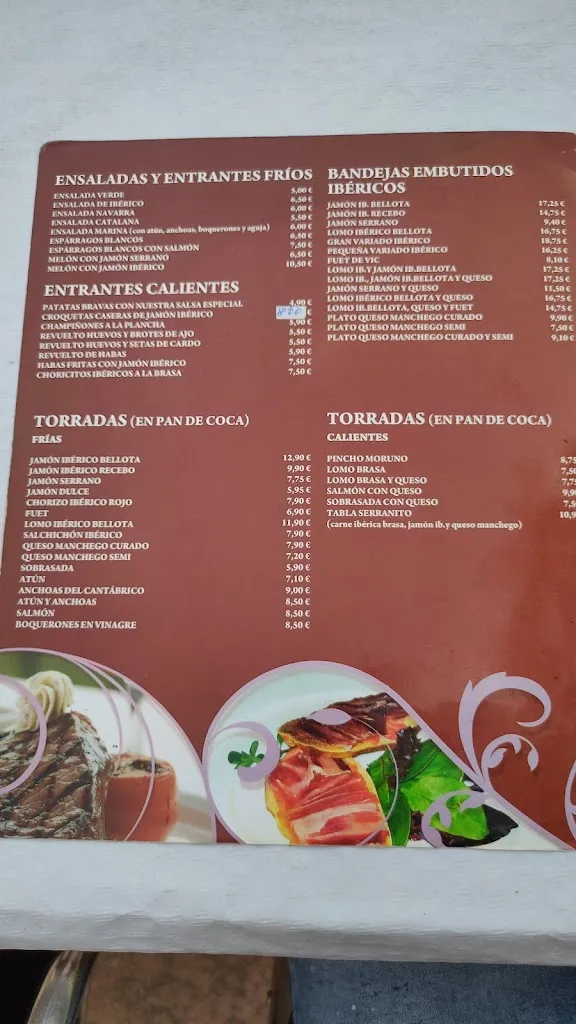 ENSALADAS Y ENTRANTES FRÍOS
ENSALADA VERDE 5,00 €
ENSALADA DE IBÉRICO 6,50 €
ENSALADA NAVARRA 6,00 €
ENSALADA CATALANA 5,50 €
ENSALADA MARINA (con atún, anchoas, boquerones y aguja) 6,00 €
ESPÁRRAGOS BLANCOS 6,50 €
ESPÁRRAGOS BLANCOS CON SALMÓN 7,50 €
MELÓN CON JAMÓN SERRANO 6,50 €
MELÓN CON JAMÓN IBÉRICO 10,50 €
ENTRANTES CALIENTES
PATATAS BRAVAS CON NUESTRA SALSA ESPECIAL 4,90 €
CROQUETAS CASERAS DE JAMÓN IBÉRICO €
CHAMPIÑONES A LA PLANCHA 5,90 €
REVUELTO HUEVOS Y BROTES DE AJO 5,50 €
REVUELTO HUEVOS Y SETAS DE CARDO 5,50 €
REVUELTO DE HABAS 5,90 €
HABAS FRITAS CON JAMÓN IBÉRICO 7,50 €
CHORICITOS IBÉRICOS A LA BRASA 7,50 €
BANDEJAS EMBUTIDOS
IBÉRICOS
JAMÓN IB. BELLOTA 17,25 €
JAMÓN IB. RECEBO 14,75 €
JAMÓN SERRANO 9,40 €
LOMO IBÉRICO BELLOTA 16,75 €
GRAN VARIADO IBÉRICO 18,75 €
PEQUEÑA VARIADO IBÉRICO 16,25 €
FUET DE VIC 8,10 €
LOMO IB.Y JAMÓN IB.BELLOTA 17,25 €
LOMO IB., JAMÓN IB.BELLOTA Y QUESO 17,25 €
JAMÓN SERRANO Y QUESO 11,50 €
LOMO IBÉRICO BELLOTA Y QUESO 16,75 €
LOMO IB.BELLOTA, QUESO Y FUET 14,75 €
PLATO QUESO MANCHEGO CURADO 9,90 €
PLATO QUESO MANCHEGO SEMI 7,50 €
PLATO QUESO MANCHEGO CURADO Y SEMI 9,10 €
TORRADAS (EN PAN DE COCA)
FRÍAS
JAMÓN IBÉRICO BELLOTA 12,90 €
JAMÓN IBÉRICO RECEBO 9,90 €
JAMÓN SERRANO 7,75 €
JAMÓN DULCE 5,95 €
CHORIZO IBÉRICO ROJO 7,90 €
FUET 6,90 €
LOMO IBÉRICO BELLOTA 11,90 €
SALCHICHÓN IBÉRICO 7,90 €
QUESO MANCHEGO CURADO 7,90 €
QUESO MANCHEGO SEMI 7,20 €
SOBRASADA 5,90 €
ATÚN 7,10 €
ANCHOAS DEL CANTÁBRICO 9,00 €
ATÚN Y ANCHOAS 8,50 €
SALMÓN 8,50 €
BOQUERONES EN VINAGRE 8,50 €
TORRADAS (EN PAN DE COCA)
CALIENTES
PINCHO MORUNO 8,75
LOMO BRASA 7,50
LOMO BRASA Y QUESO 7,75
SALMÓN CON QUESO 9,90
SOBRASADA CON QUESO 7,5
TABLA SERRANITO 10,9
(carne ibérica brasa, jamón ib.y queso manchego)